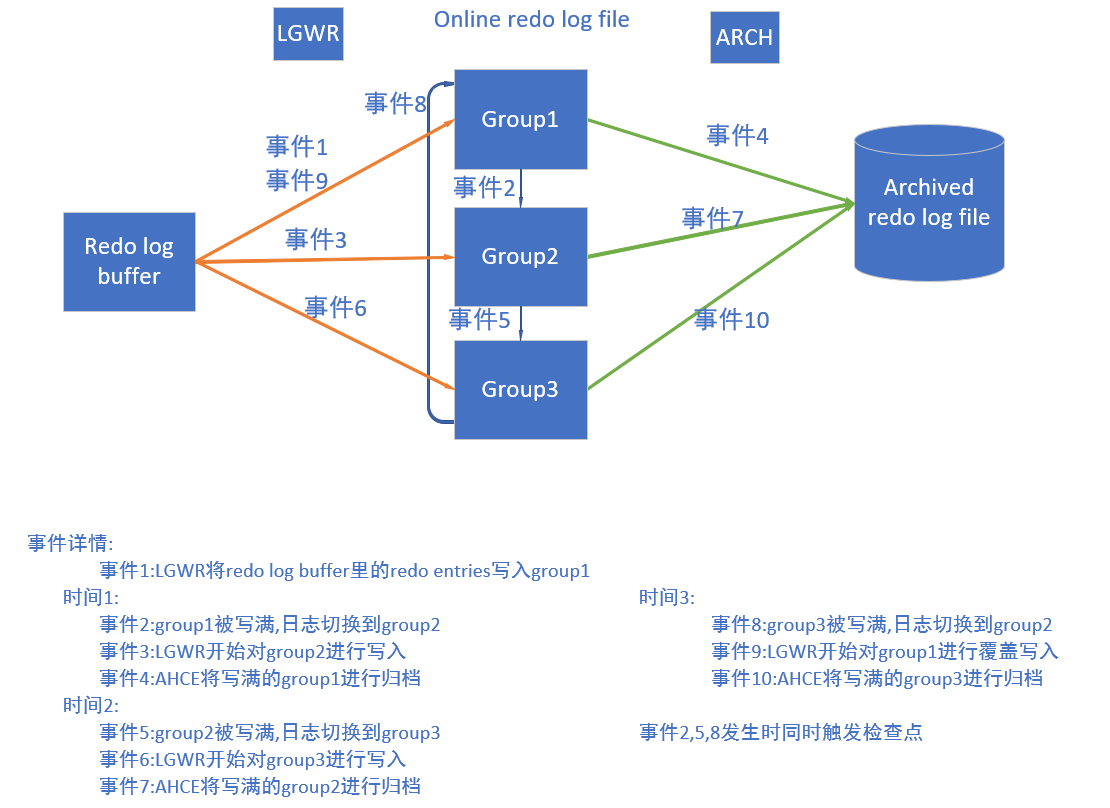 LGWR
Online redo log file
ARCH
事件8
Group1
事件1
事件9
事件4
事件2
Archived
redo log file
事件7
事件3
Redo log
buffer
Group2
事件6
事件5
事件10
Group3
事件详情:
事件1:LGWR将redo log buffer里的redo entries写入group1
时间1:
事件2:group1被写满,日志切换到group2
事件3:LGWR开始对group2进行写入
事件4:AHCE将写满的group1进行归档
时间2:
事件5:group2被写满,日志切换到group3
事件6:LGWR开始对group3进行写入
事件7:AHCE将写满的group2进行归档
时间3:
事件8:group3被写满,日志切换到group2
事件9:LGWR开始对group1进行覆盖写入
事件10:AHCE将写满的group3进行归档
事件2,5,8发生时同时触发检查点